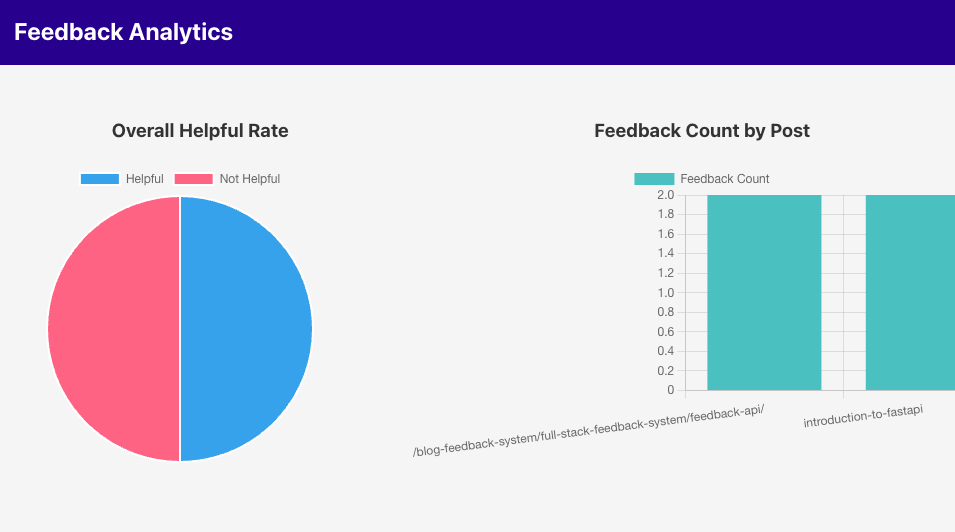 Feedback Analytics
Overall Helpful Rate
Helpful
Not Helpful
Feedback Count by Post
Feedback Count
2.0
1.8
1.6
1.4
1.2
1.0
0.8
0.6
0.4
0.2
0
/blog-feedback-system/full-stack-feedback-system/feedback-api/
introduction-to-fastapi